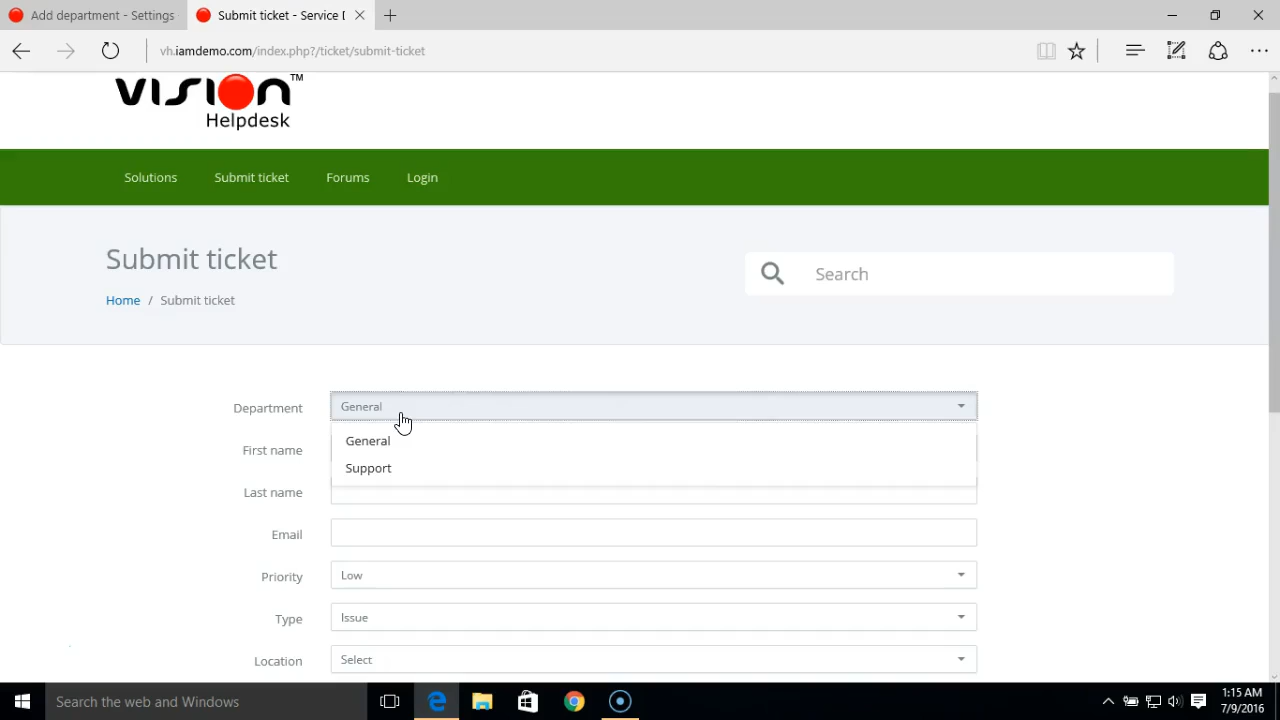 Add department - Settings
Submit ticket - Service D
vh.iamdemo.com/index.php?/ticket/submit-ticket
VISION™
Helpdesk
Solutions
Submit ticket
Forums
Login
Submit ticket
Search
Home / Submit ticket
Department
General
General
Support
First name
Last name
Email
Priority
Low
Type
Issue
Location
Select
Search the web and Windows
1:15 AM
7/9/2016